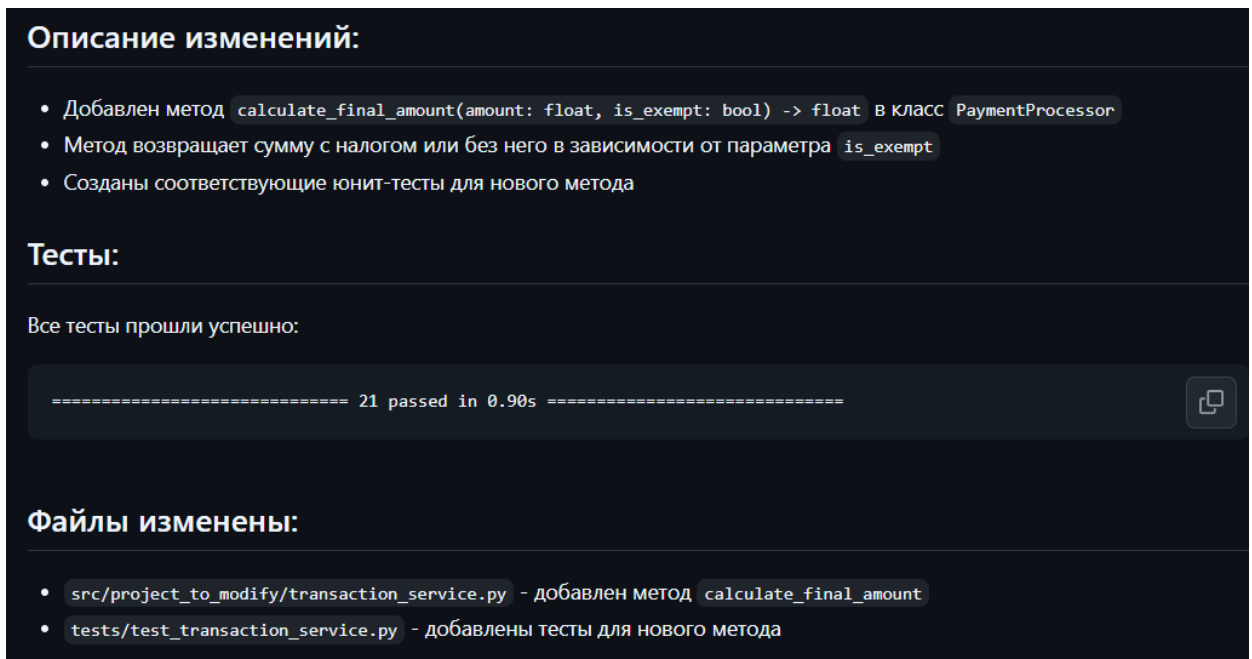 Описание изменений:
Добавлен метод calculate_final_amount(amount: float, is_exempt: bool) -> float в класс PaymentProcessor
Метод возвращает сумму с налогом или без него в зависимости от параметра is_exempt
Созданы соответствующие юнит-тесты для нового метода
Тесты:
Все тесты прошли успешно:
============================== 21 passed in 0.90s ==============================
Файлы изменены:
src/project_to_modify/transaction_service.py - добавлен метод calculate_final_amount
tests/test_transaction_service.py - добавлены тесты для нового метода